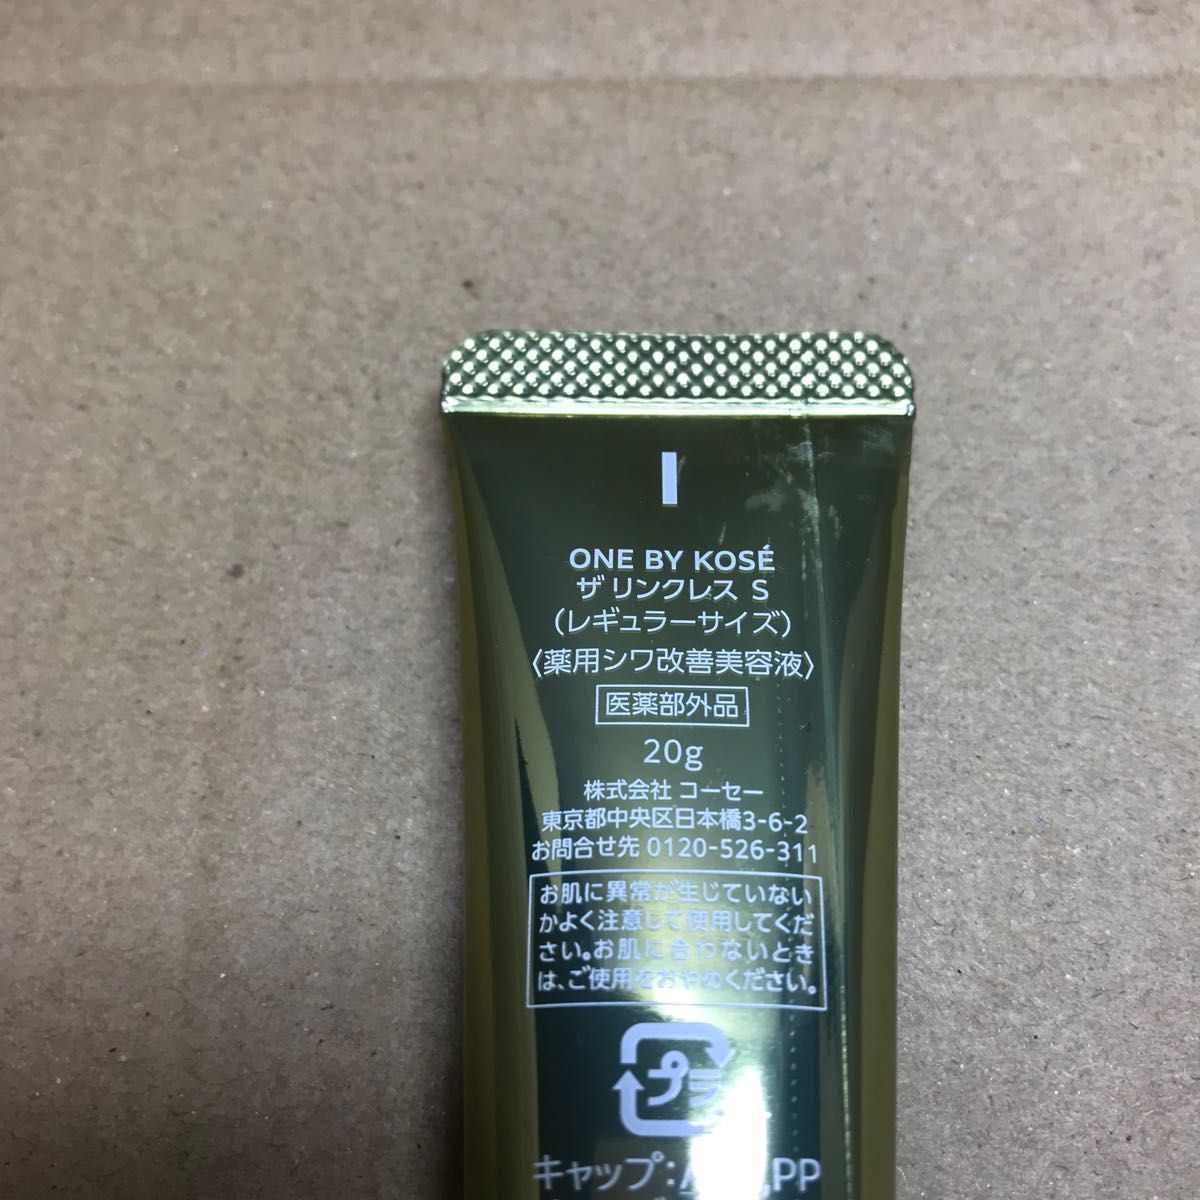 ONE BY KOSÉ
ザ リンクレス S
(レギュラーサイズ)
〈薬用シワ改善美容液〉
医薬部外品
20g
株式会社 コーセー
東京都中央区日本橋3-6-2
お問合せ先 0120-526-311
お肌に異常が生じていない
かよく注意して使用してくだ
さい。お肌に合わないとき
は、ご使用をおやめください。
プラ
キャップ: PP